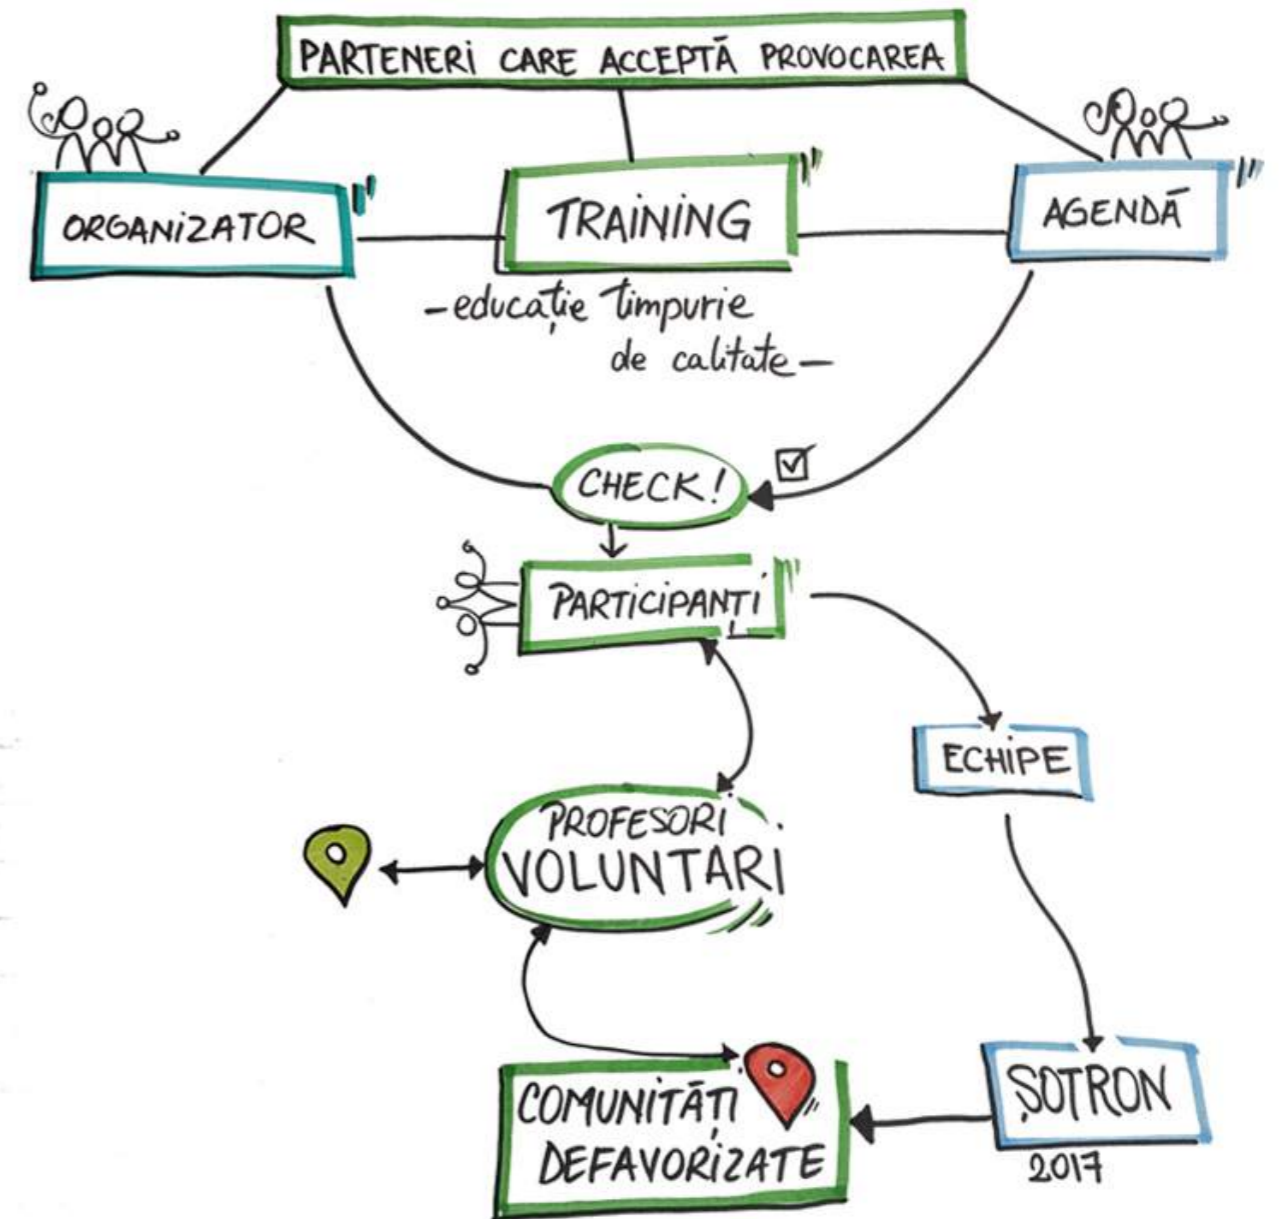 PARTENERI CARE ACCEPTĂ PROVOCAREA
ORGANIZATOR
TRAINING
AGENDĂ
-educație timpurie
de calitate-
CHECK!
PARTICIPANȚI
ECHIPE
PROFESORI
VOLUNTARI
COMUNITĂȚI
DEFAVORIZATE
ȘOTRON
2017